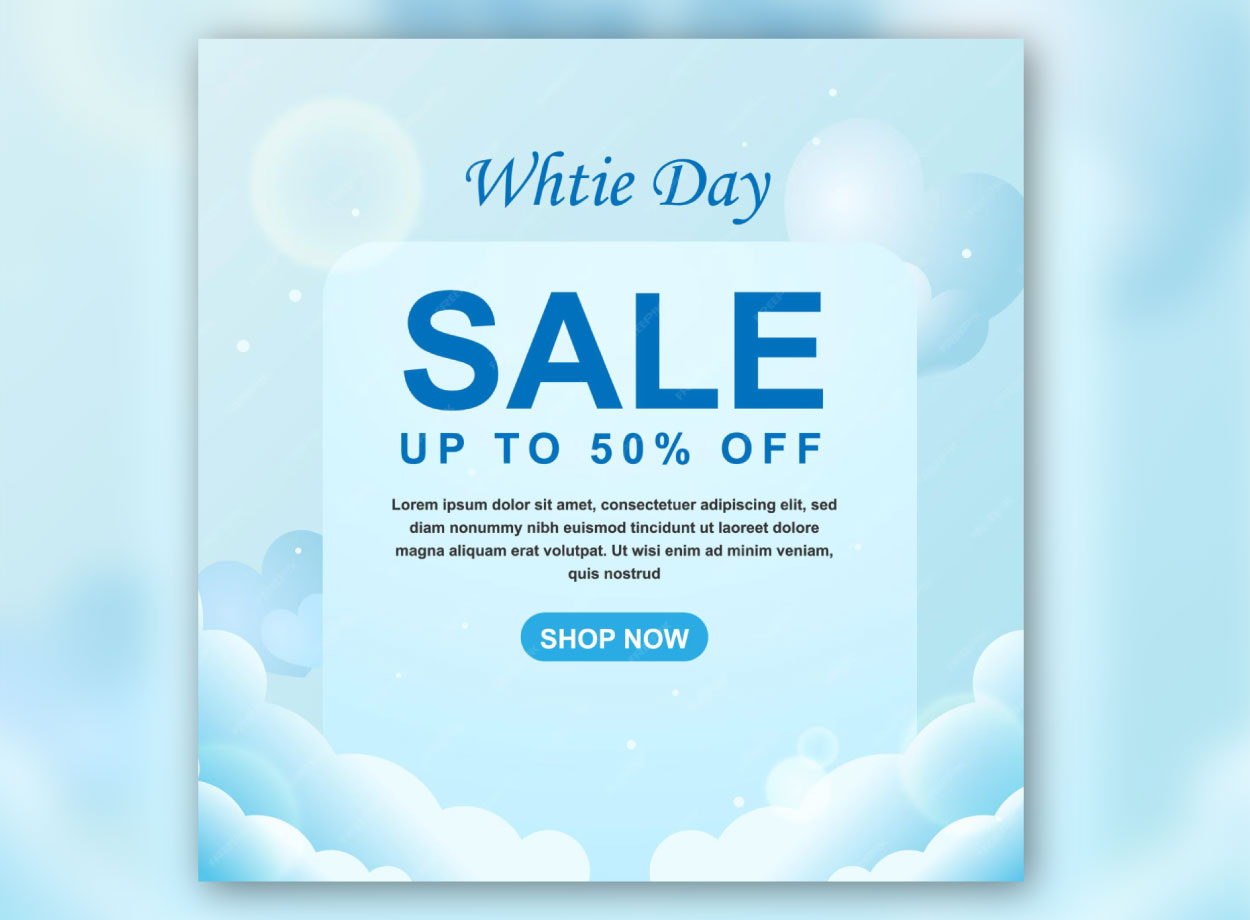 Whtie Day
SALE
UP TO 50% OFF
Lorem ipsum dolor sit amet, consectetuer adipiscing elit, sed
diam nonummy nibh euismod tincidunt ut laoreet dolore
magna aliquam erat volutpat. Ut wisi enim ad minim veniam,
quis nostrud
SHOP NOW